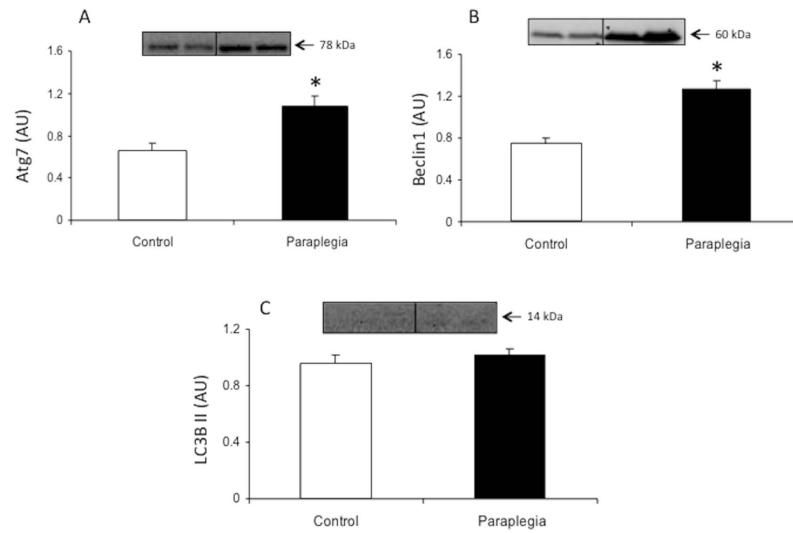 A
← 78 kDa
1.6
1.2
0.8
0.4
0
Atg7 (AU)
*
Control
Paraplegia
B
← 60 kDa
1.6
1.2
0.8
0.4
0
Beclin1 (AU)
*
Control
Paraplegia
C
← 14 kDa
1.2
0.8
0.4
0
LC3B II (AU)
Control
Paraplegia